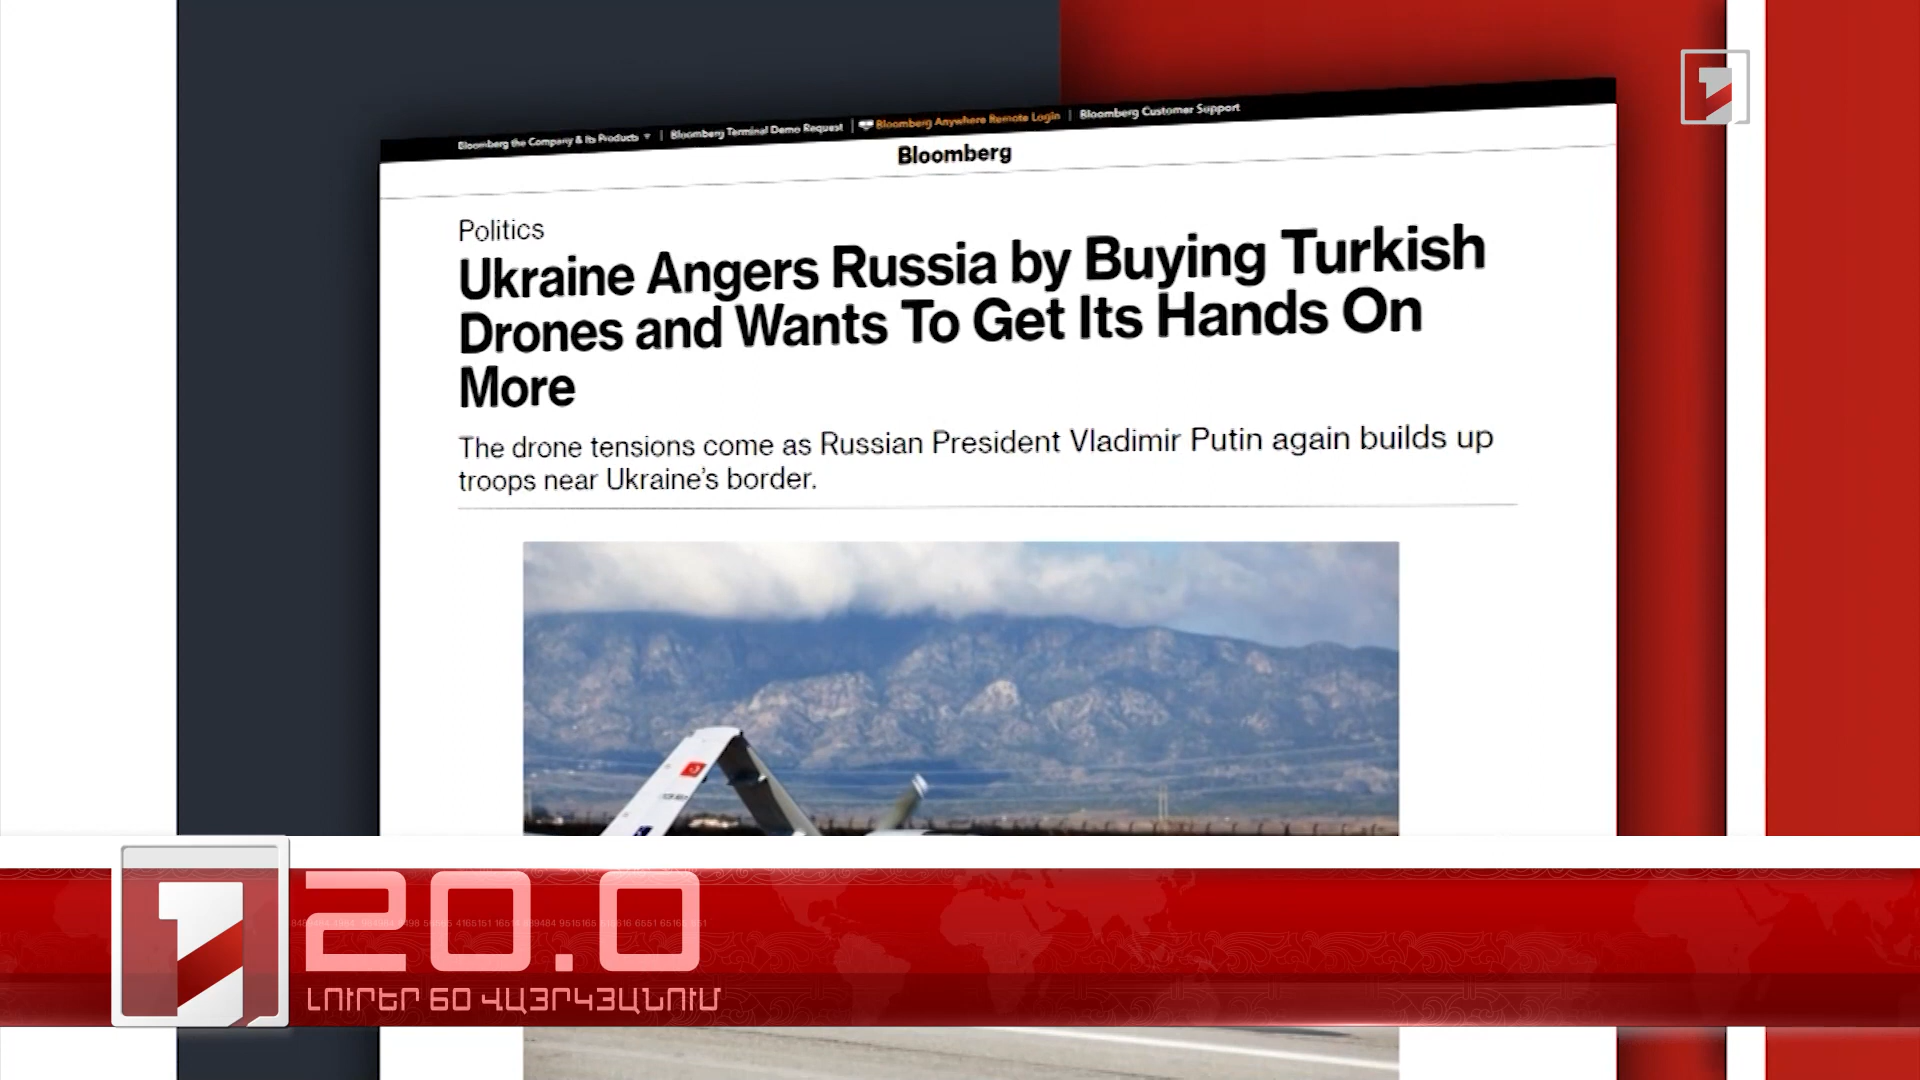 Bloomberg the Company & Its Products | Bloomberg Terminal Demo Request | Bloomberg Anywhere Remote Login | Bloomberg Customer Support
Bloomberg
Politics
Ukraine Angers Russia by Buying Turkish
Drones and Wants To Get Its Hands On
More
The drone tensions come as Russian President Vladimir Putin again builds up
troops near Ukraine's border.
20.0
ԼՈՒՐԵՐ 60 ՎԱՅՐԿՅԱՆՈՒՄ